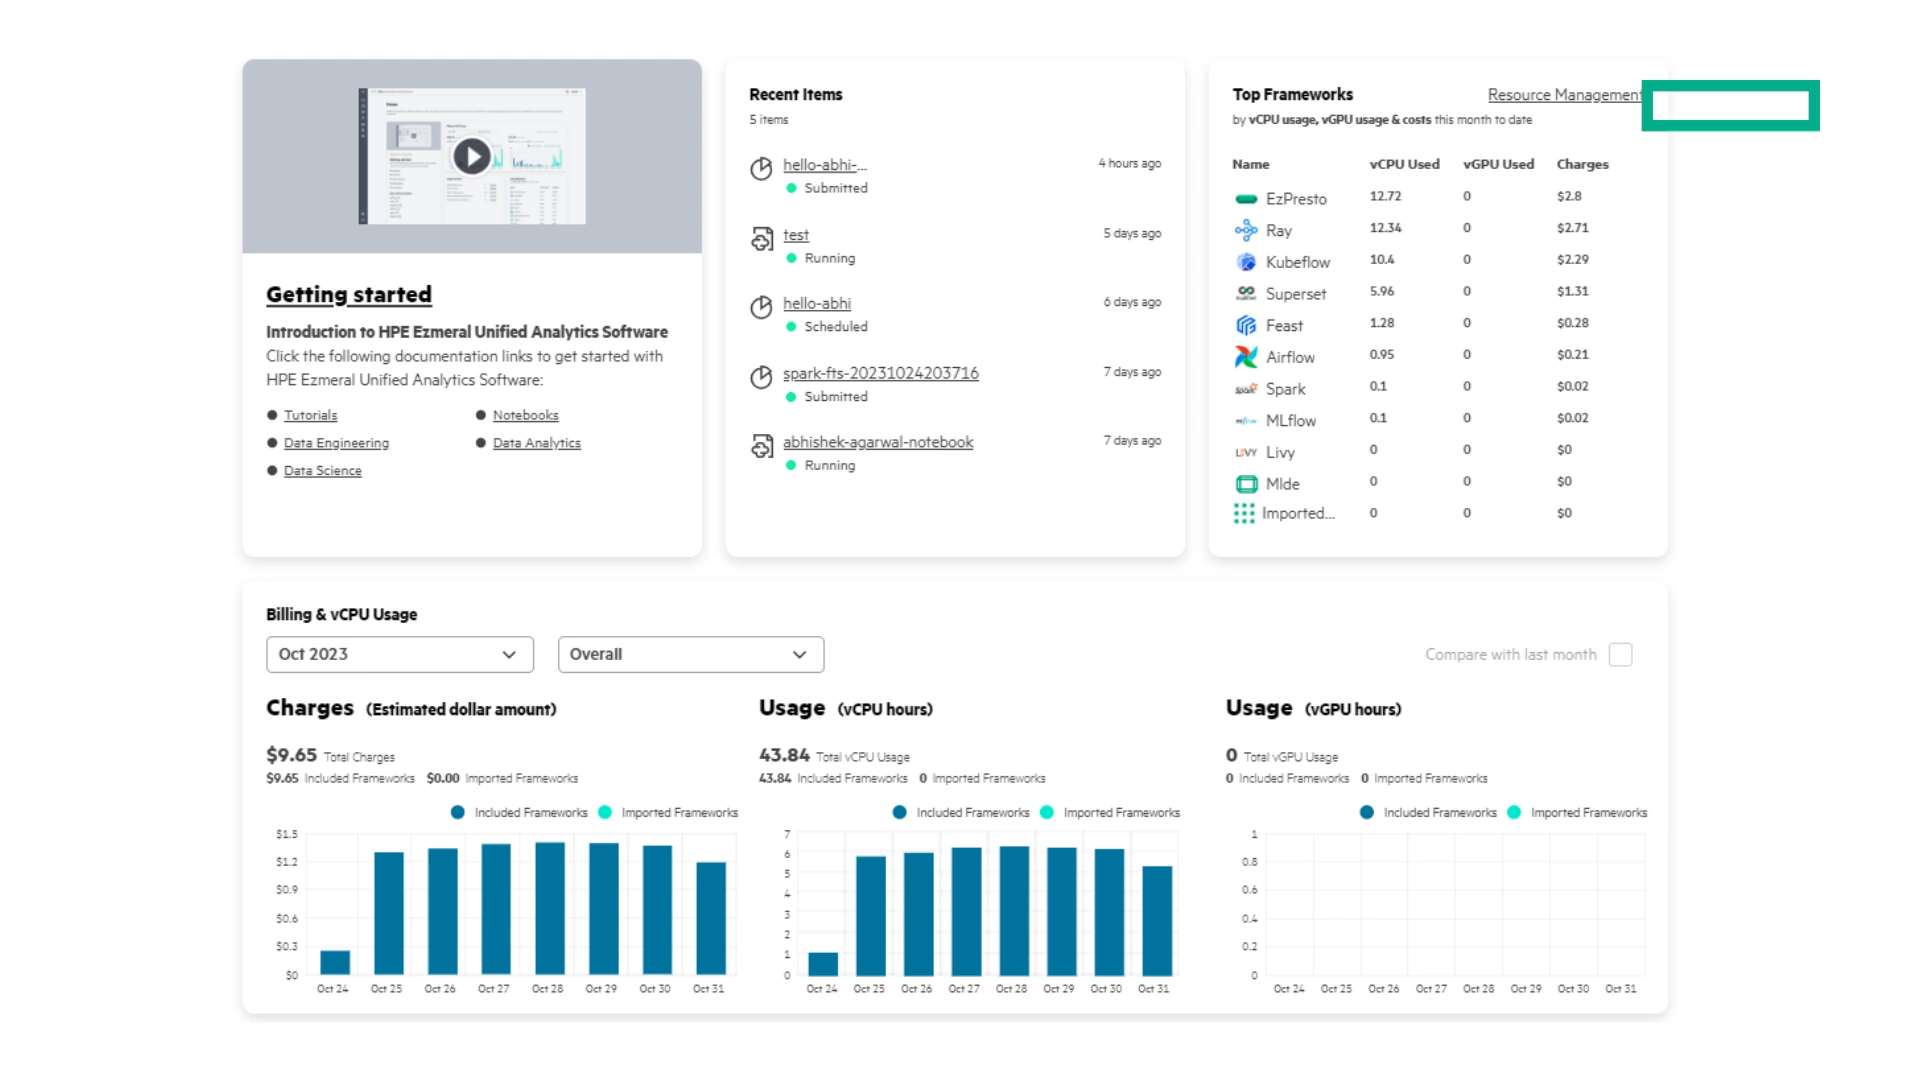 Getting started
Introduction to HPE Ezmeral Unified Analytics Software
Click the following documentation links to get started with
HPE Ezmeral Unified Analytics Software:
Tutorials Notebooks
Data Engineering Data Analytics
Data Science
Recent Items
5 items
hello-abhi-... 4 hours ago
Submitted
test 5 days ago
Running
hello-abhi 6 days ago
Scheduled
spark-fts-20231024203716 7 days ago
Submitted
abhishek-agarwal-notebook 7 days ago
Running
Top Frameworks Resource Management
by vCPU usage, vGPU usage & costs this month to date
Name vCPU Used vGPU Used Charges
EzPresto 12.72 0 $2.8
Ray 12.34 0 $2.71
Kubeflow 10.4 0 $2.29
Superset 5.96 0 $1.31
Feast 1.28 0 $0.28
Airflow 0.95 0 $0.21
Spark 0.1 0 $0.02
MLflow 0.1 0 $0.02
LIVY Livy 0 0 $0
Mlde 0 0 $0
Imported... 0 0 $0
Billing & vCPU Usage
Oct 2023 Overall Compare with last month
Charges (Estimated dollar amount)
$9.65 Total Charges
$9.65 Included Frameworks $0.00 Imported Frameworks
Included Frameworks Imported Frameworks
$1.5
$1.2
$0.9
$0.6
$0.3
$0
Oct 24 Oct 25 Oct 26 Oct 27 Oct 28 Oct 29 Oct 30 Oct 31
Usage (vCPU hours)
43.84 Total vCPU Usage
43.84 Included Frameworks 0 Imported Frameworks
Included Frameworks Imported Frameworks
7
6
5
4
3
2
1
0
Oct 24 Oct 25 Oct 26 Oct 27 Oct 28 Oct 29 Oct 30 Oct 31
Usage (vGPU hours)
0 Total vGPU Usage
0 Included Frameworks 0 Imported Frameworks
Included Frameworks Imported Frameworks
1
0.8
0.6
0.4
0.2
0
Oct 24 Oct 25 Oct 26 Oct 27 Oct 28 Oct 29 Oct 30 Oct 31